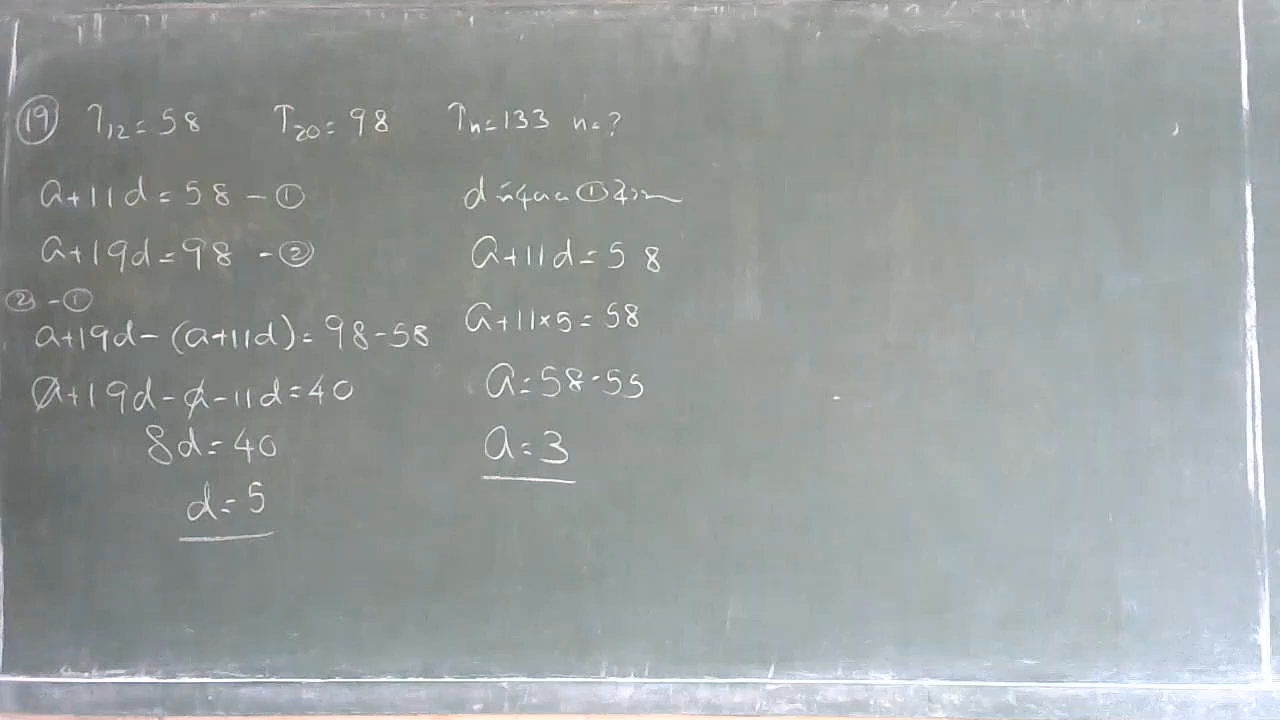 ⑲ T₁₂ = 58 T₂₀ = 98 Tₙ = 133 n = ?
a + 11d = 58 – ①
a + 19d = 98 – ②
② – ①
a + 19d – (a + 11d) = 98 – 58
a + 19d – a – 11d = 40
8d = 40
d = 5
d ①
a + 11d = 58
a + 11 × 5 = 58
a = 58 - 55
a = 3